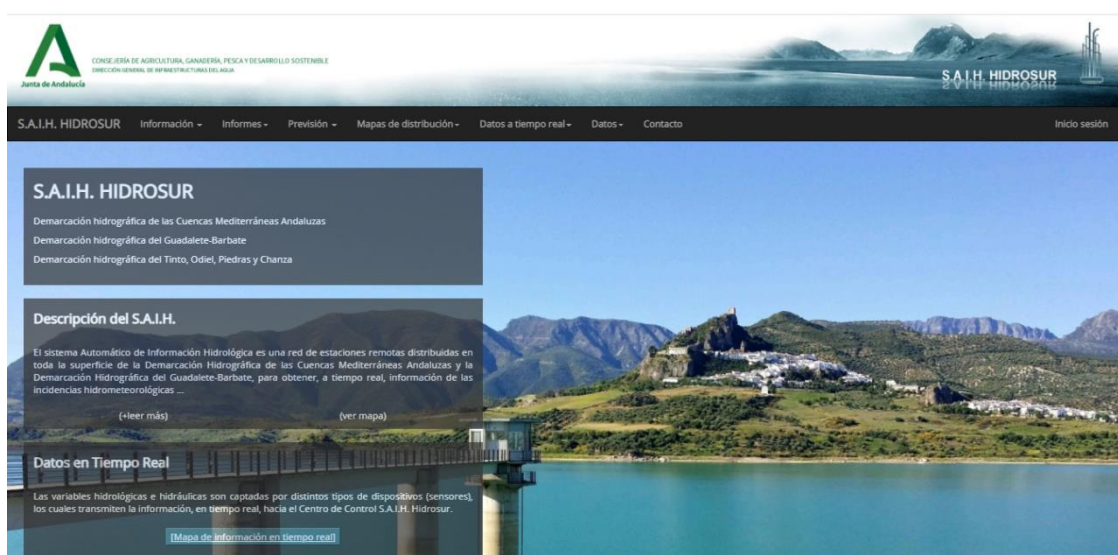 CONSEJERÍA DE AGRICULTURA, GANADERÍA, PESCA Y DESARROLLO SOSTENIBLE
DIRECCIÓN GENERAL DE INFRAESTRUCTURAS DEL AGUA
Junta de Andalucía
S.A.I.H. HIDROSUR
S.A.I.H. HIDROSUR Información Informes Previsión Mapas de distribución Datos a tiempo real Datos Contacto Inicio sesión
S.A.I.H. HIDROSUR
Demarcación hidrográfica de las Cuencas Mediterráneas Andaluzas
Demarcación hidrográfica del Guadalete-Barbate
Demarcación hidrográfica del Tinto, Odiel, Piedras y Chanza
Descripción del S.A.I.H.
El sistema Automático de Información Hidrológica es una red de estaciones remotas distribuidas en
toda la superficie de la Demarcación Hidrográfica de las Cuencas Mediterráneas Andaluzas y la
Demarcación Hidrográfica del Guadalete-Barbate, para obtener, a tiempo real, información de las
incidencias hidrometeorológicas ...
(+leer más) (ver mapa)
Datos en Tiempo Real
Las variables hidrológicas e hidráulicas son captadas por distintos tipos de dispositivos (sensores),
los cuales transmiten la información, en tiempo real, hacia el Centro de Control S.A.I.H. Hidrosur.
[Mapa de información en tiempo real]